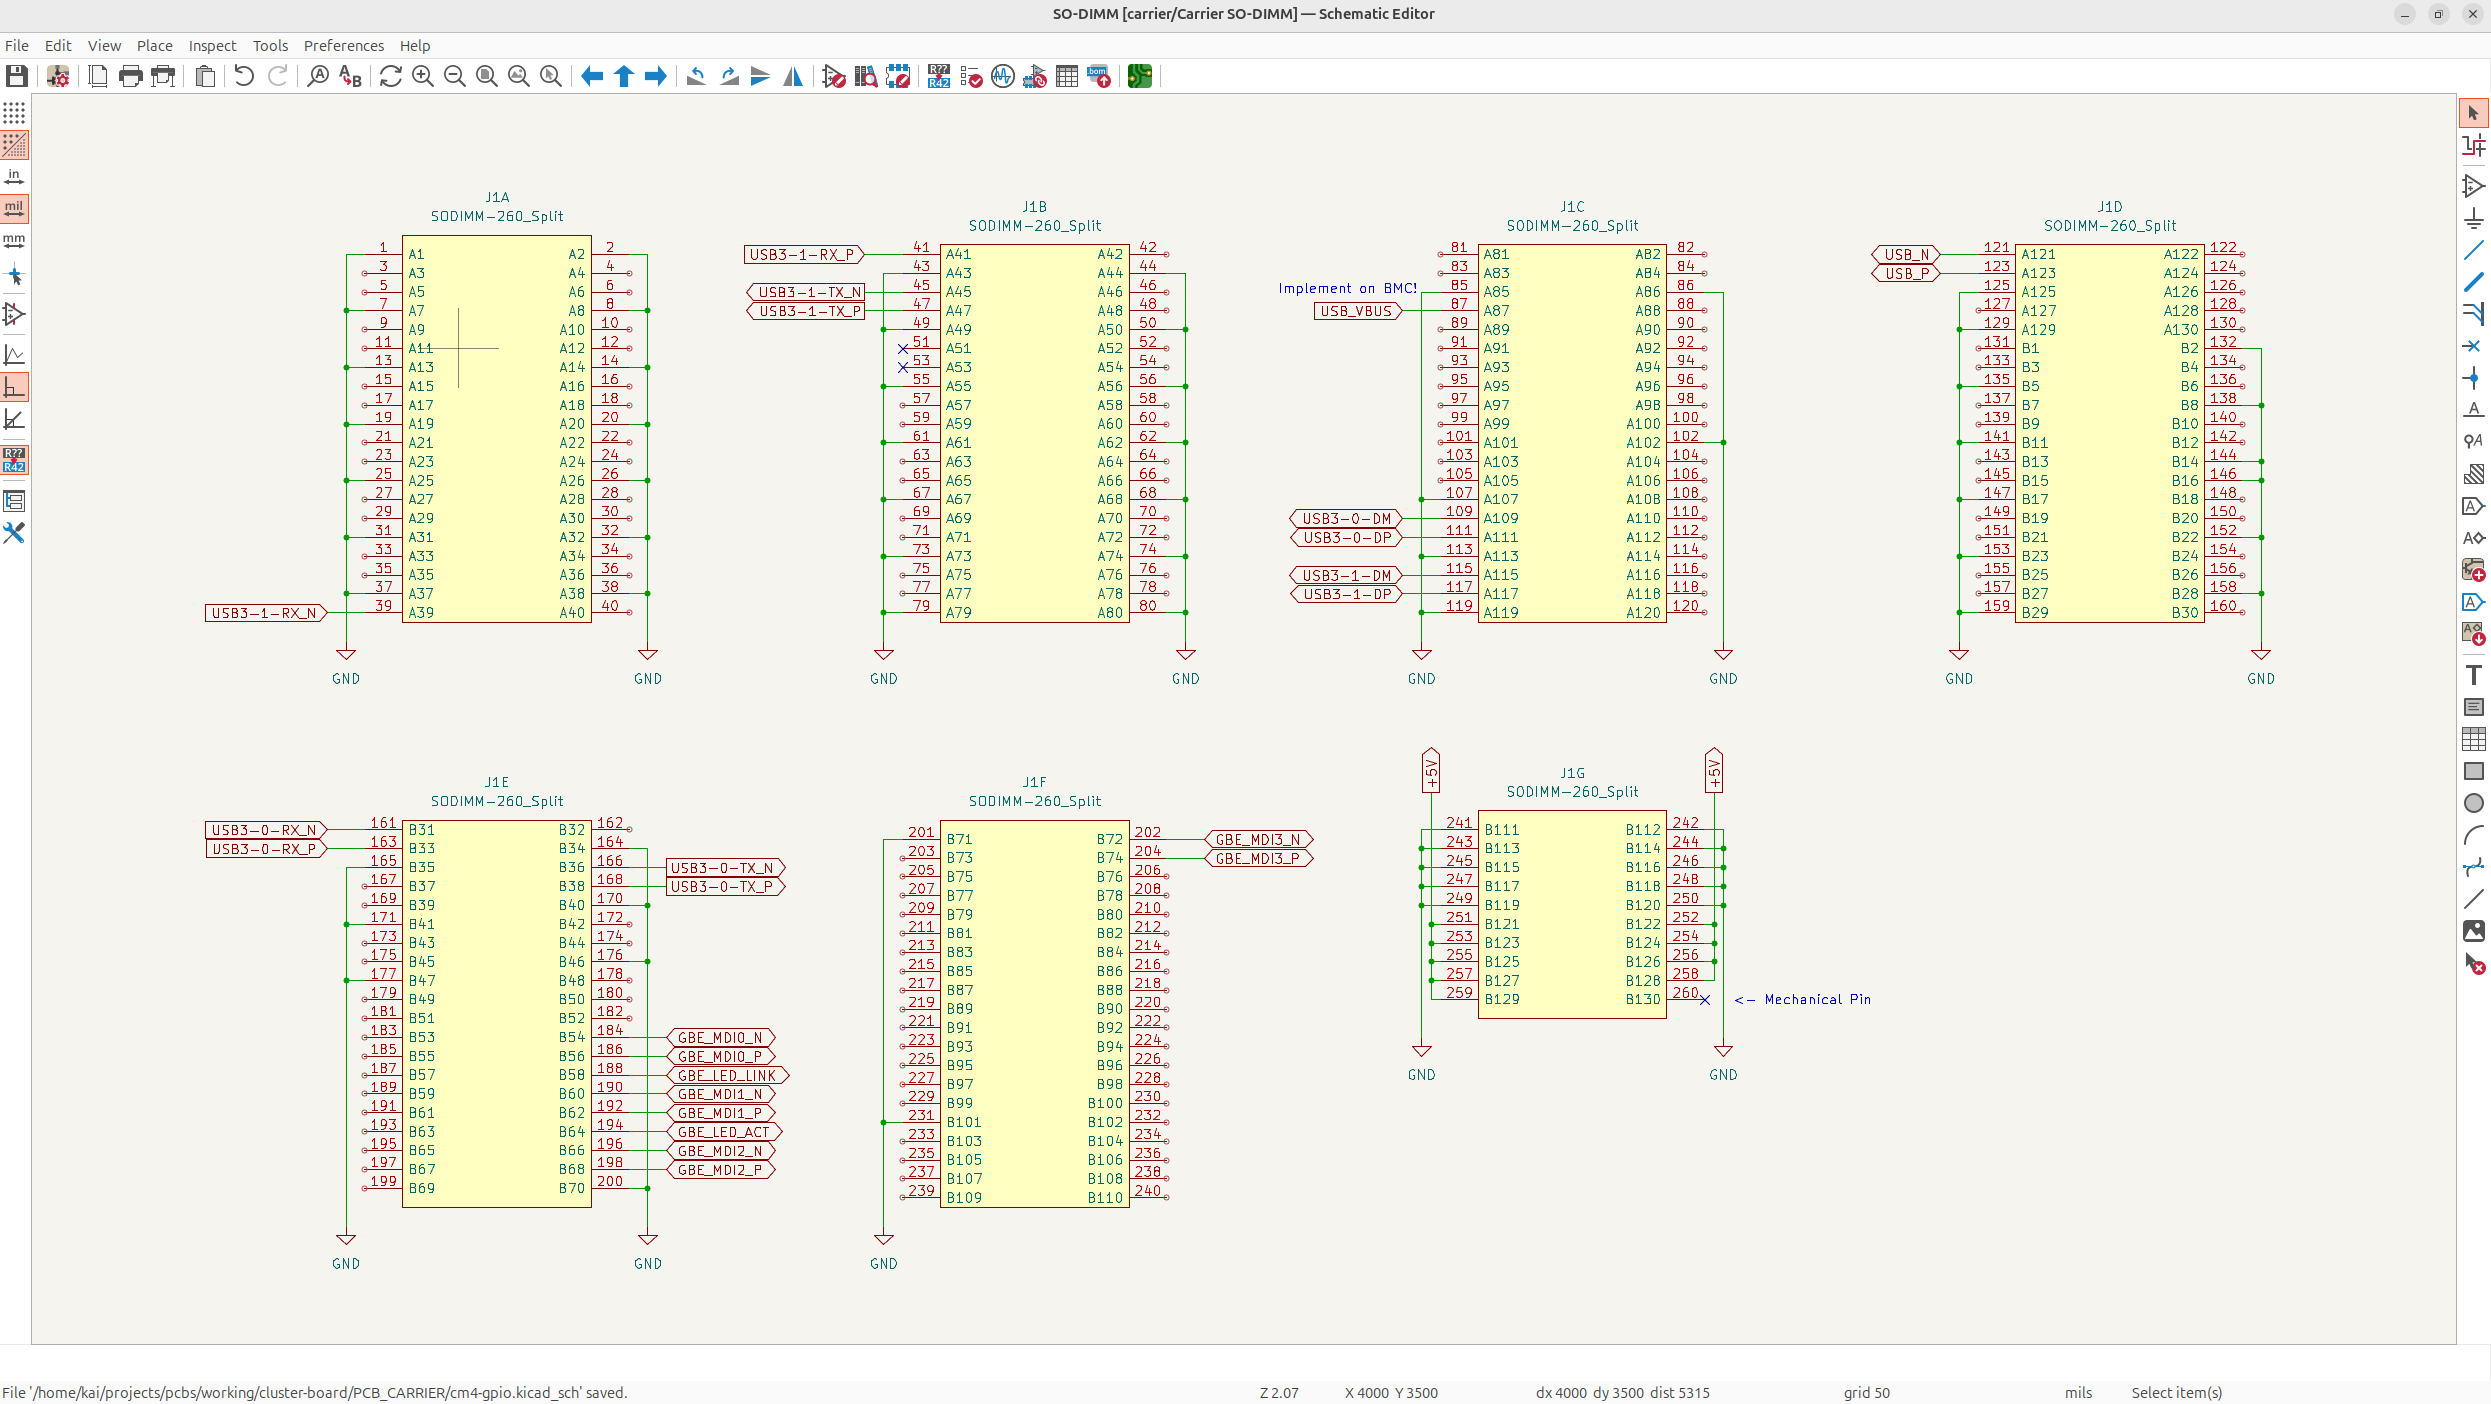 SO-DIMM [carrier/Carrier SO-DIMM] — Schematic Editor
File Edit View Place Inspect Tools Preferences Help
in
mil
mm
R??
R42
J1A
SODIMM-260_Split
1 A1 A2 2
3 A3 A4 4
5 A5 A6 6
7 A7 A8 8
9 A9 A10 10
11 A11 A12 12
13 A13 A14 14
15 A15 A16 16
17 A17 A18 18
19 A19 A20 20
21 A21 A22 22
23 A23 A24 24
25 A25 A26 26
27 A27 A28 28
29 A29 A30 30
31 A31 A32 32
33 A33 A34 34
35 A35 A36 36
37 A37 A38 38
USB3-1-RX_N 39 A39 A40 40
GND GND
J1B
SODIMM-260_Split
USB3-1-RX_P 41 A41 A42 42
43 A43 A44 44
USB3-1-TX_N 45 A45 A46 46
USB3-1-TX_P 47 A47 A48 48
49 A49 A50 50
51 A51 A52 52
53 A53 A54 54
55 A55 A56 56
57 A57 A58 58
59 A59 A60 60
61 A61 A62 62
63 A63 A64 64
65 A65 A66 66
67 A67 A68 68
69 A69 A70 70
71 A71 A72 72
73 A73 A74 74
75 A75 A76 76
77 A77 A78 78
79 A79 A80 80
GND GND
J1C
SODIMM-260_Split
81 A81 A82 82
83 A83 A84 84
Implement on BMC! 85 A85 A86 86
USB_VBUS 87 A87 A88 88
89 A89 A90 90
91 A91 A92 92
93 A93 A94 94
95 A95 A96 96
97 A97 A98 98
99 A99 A100 100
101 A101 A102 102
103 A103 A104 104
105 A105 A106 106
107 A107 A108 108
USB3-0-DM 109 A109 A110 110
USB3-0-DP 111 A111 A112 112
113 A113 A114 114
USB3-1-DM 115 A115 A116 116
USB3-1-DP 117 A117 A118 118
119 A119 A120 120
GND GND
J1D
SODIMM-260_Split
USB_N 121 A121 A122 122
USB_P 123 A123 A124 124
125 A125 A126 126
127 A127 A128 128
129 A129 A130 130
131 B1 B2 132
133 B3 B4 134
135 B5 B6 136
137 B7 B8 138
139 B9 B10 140
141 B11 B12 142
143 B13 B14 144
145 B15 B16 146
147 B17 B18 148
149 B19 B20 150
151 B21 B22 152
153 B23 B24 154
155 B25 B26 156
157 B27 B28 158
159 B29 B30 160
GND GND
J1E
SODIMM-260_Split
USB3-0-RX_N 161 B31 B32 162
USB3-0-RX_P 163 B33 B34 164
165 B35 B36 166 USB3-0-TX_N
167 B37 B38 168 USB3-0-TX_P
169 B39 B40 170
171 B41 B42 172
173 B43 B44 174
175 B45 B46 176
177 B47 B48 178
179 B49 B50 180
181 B51 B52 182
183 B53 B54 184 GBE_MDI0_N
185 B55 B56 186 GBE_MDI0_P
187 B57 B58 188 GBE_LED_LINK
189 B59 B60 190 GBE_MDI1_N
191 B61 B62 192 GBE_MDI1_P
193 B63 B64 194 GBE_LED_ACT
195 B65 B66 196 GBE_MDI2_N
197 B67 B68 198 GBE_MDI2_P
199 B69 B70 200
GND GND
J1F
SODIMM-260_Split
201 B71 B72 202 GBE_MDI3_N
203 B73 B74 204 GBE_MDI3_P
205 B75 B76 206
207 B77 B78 208
209 B79 B80 210
211 B81 B82 212
213 B83 B84 214
215 B85 B86 216
217 B87 B88 218
219 B89 B90 220
221 B91 B92 222
223 B93 B94 224
225 B95 B96 226
227 B97 B98 228
229 B99 B100 230
231 B101 B102 232
233 B103 B104 234
235 B105 B106 236
237 B107 B108 238
239 B109 B110 240
GND
+5V +5V
J1G
SODIMM-260_Split
241 B111 B112 242
243 B113 B114 244
245 B115 B116 246
247 B117 B118 248
249 B119 B120 250
251 B121 B122 252
253 B123 B124 254
255 B125 B126 256
257 B127 B128 258
259 B129 B130 260 <- Mechanical Pin
GND GND
File '/home/kai/projects/pcbs/working/cluster-board/PCB_CARRIER/cm4-gpio.kicad_sch' saved.
Z 2.07 X 4000 Y 3500 dx 4000 dy 3500 dist 5315 grid 50 mils Select item(s)